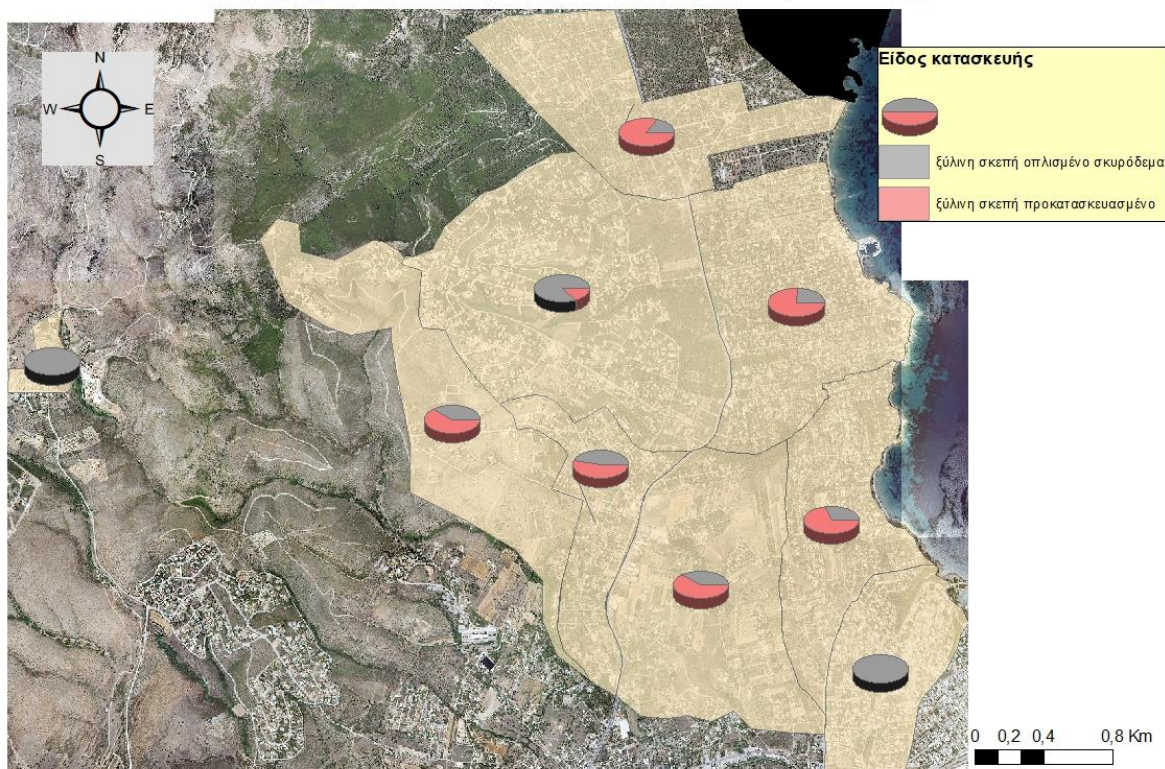 N
W E
S
Είδος κατασκευής
ξύλινη σκεπή οπλισμένο σκυρόδεμα
ξύλινη σκεπή προκατασκευασμένο
0 0,2 0,4 0,8 Km